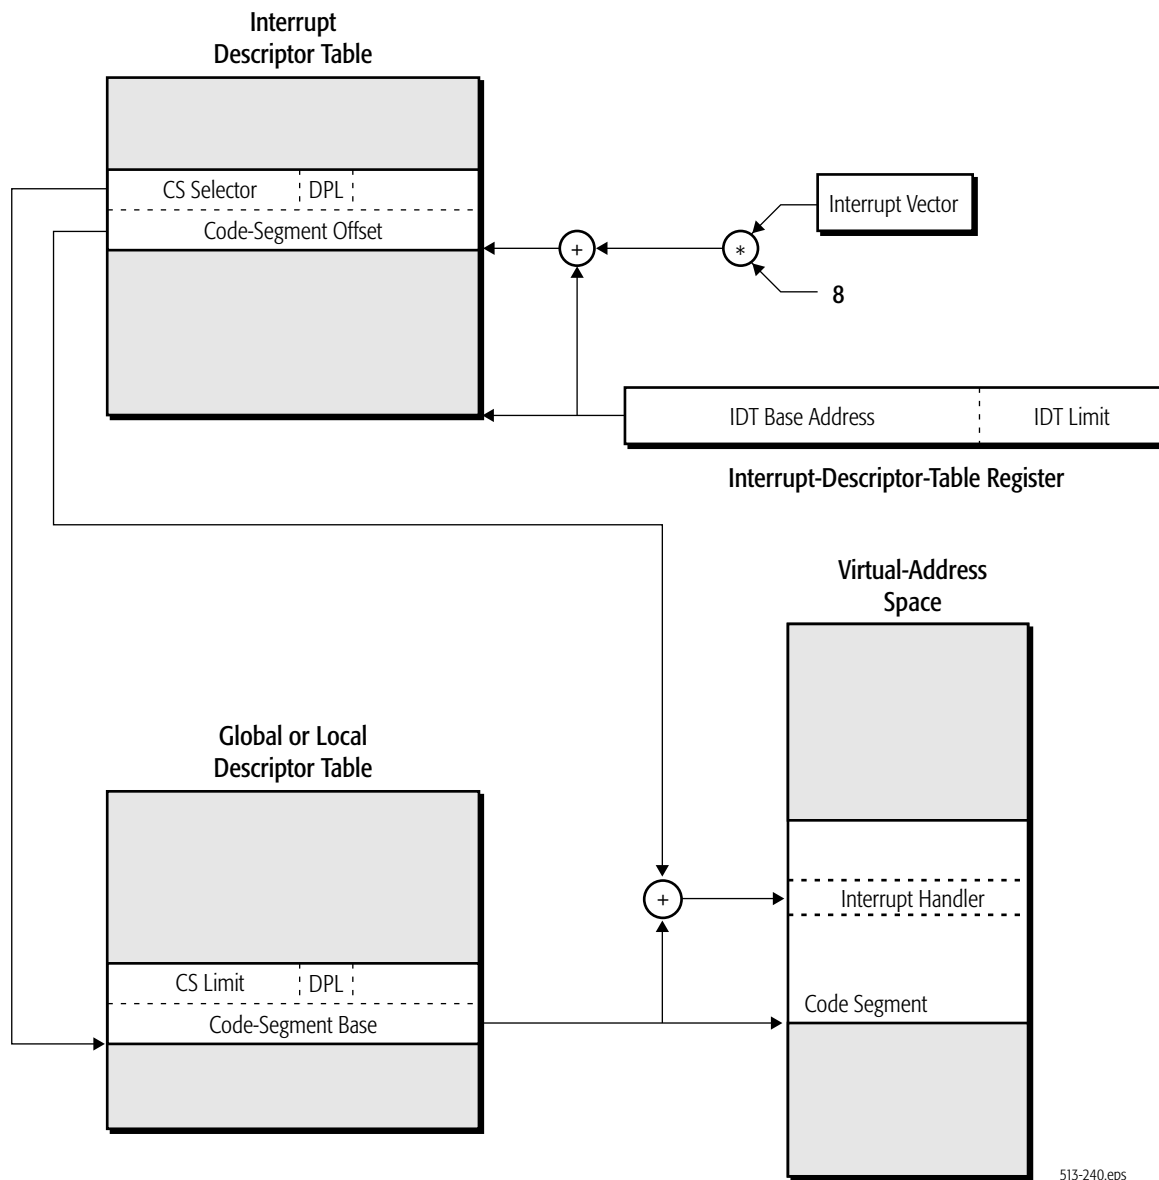 Interrupt
Descriptor Table
CS Selector DPL
Code-Segment Offset
Interrupt Vector
+
*
8
IDT Base Address IDT Limit
Interrupt-Descriptor-Table Register
Virtual-Address
Space
Global or Local
Descriptor Table
+
Interrupt Handler
CS Limit DPL
Code Segment
Code-Segment Base
513-240.eps